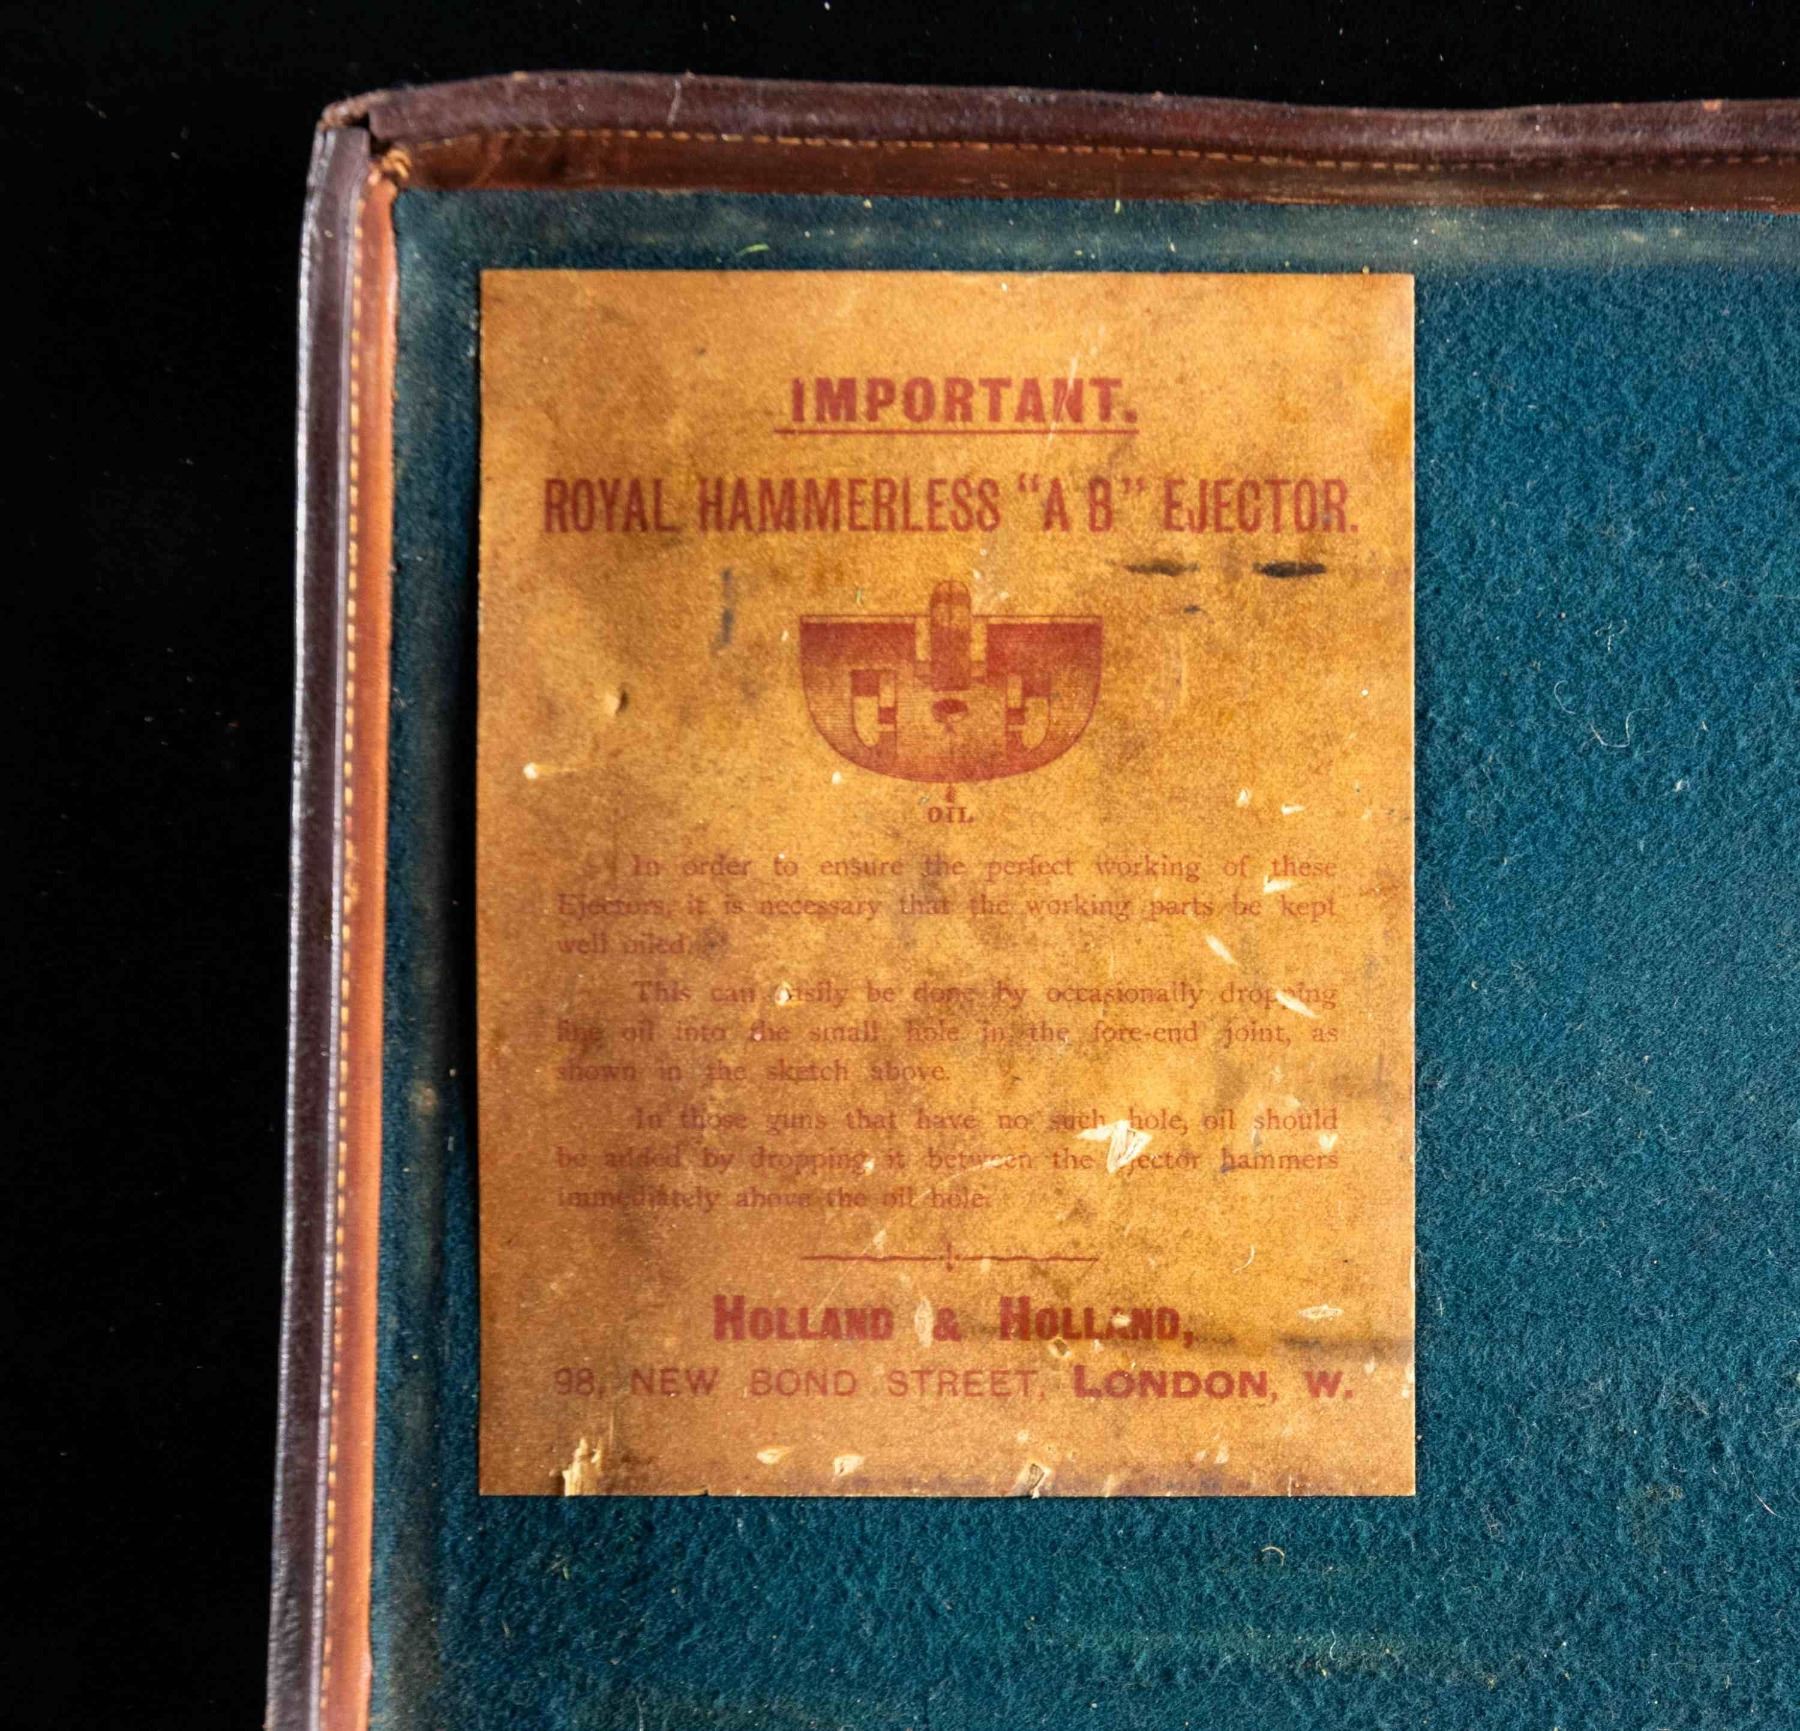 IMPORTANT.
ROYAL HAMMERLESS “A B” EJECTOR.
OIL.
In order to ensure the perfect working of these
Ejectors, it is necessary that the working parts be kept
well oiled.
This can easily be done by occasionally dropping
fine oil into the small hole in the fore-end joint, as
shown in the sketch above.
In those guns that have no such hole, oil should
be added by dropping it between the ejector hammers
immediately above the oil hole.
HOLLAND & HOLLAND,
98, NEW BOND STREET, LONDON, W.